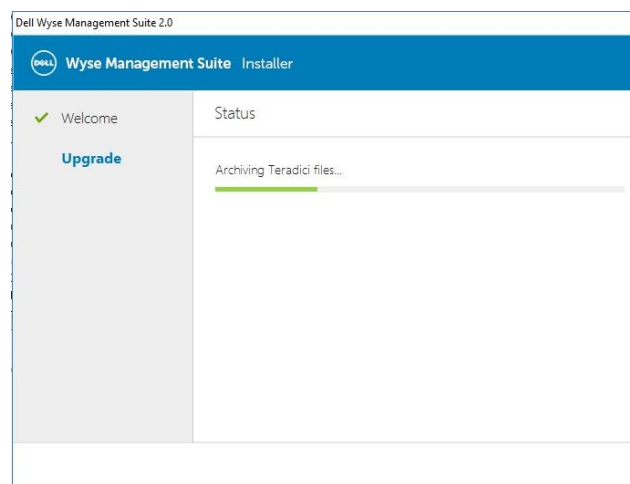 Dell Wyse Management Suite 2.0
DELL Wyse Management Suite Installer
Welcome
Status
Upgrade
Archiving Teradici files...